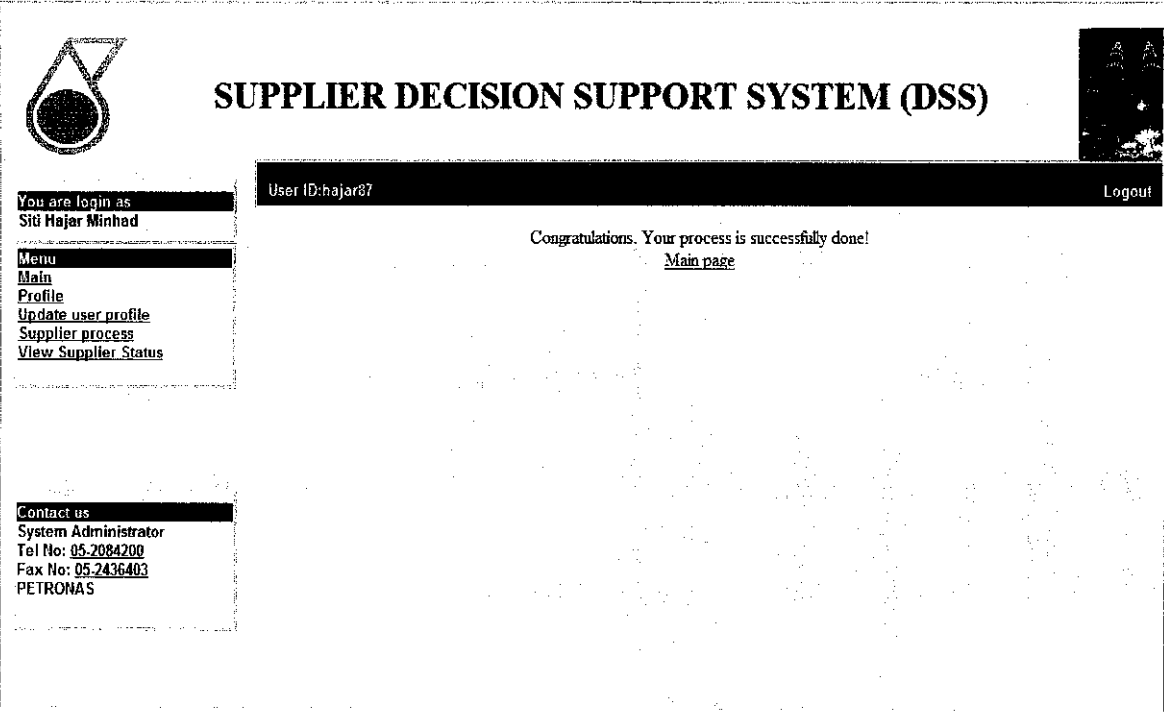 SUPPLIER DECISION SUPPORT SYSTEM (DSS)
User ID:hajar87
Logout
You are login as
Siti Hajar Minhad
Menu
Main
Profile
Update user profile
Supplier process
View Supplier Status
Congratulations. Your process is successfully done!
Main page
Contact us
System Administrator
Tel No: 05-2084200
Fax No: 05-2436403
PETRONAS